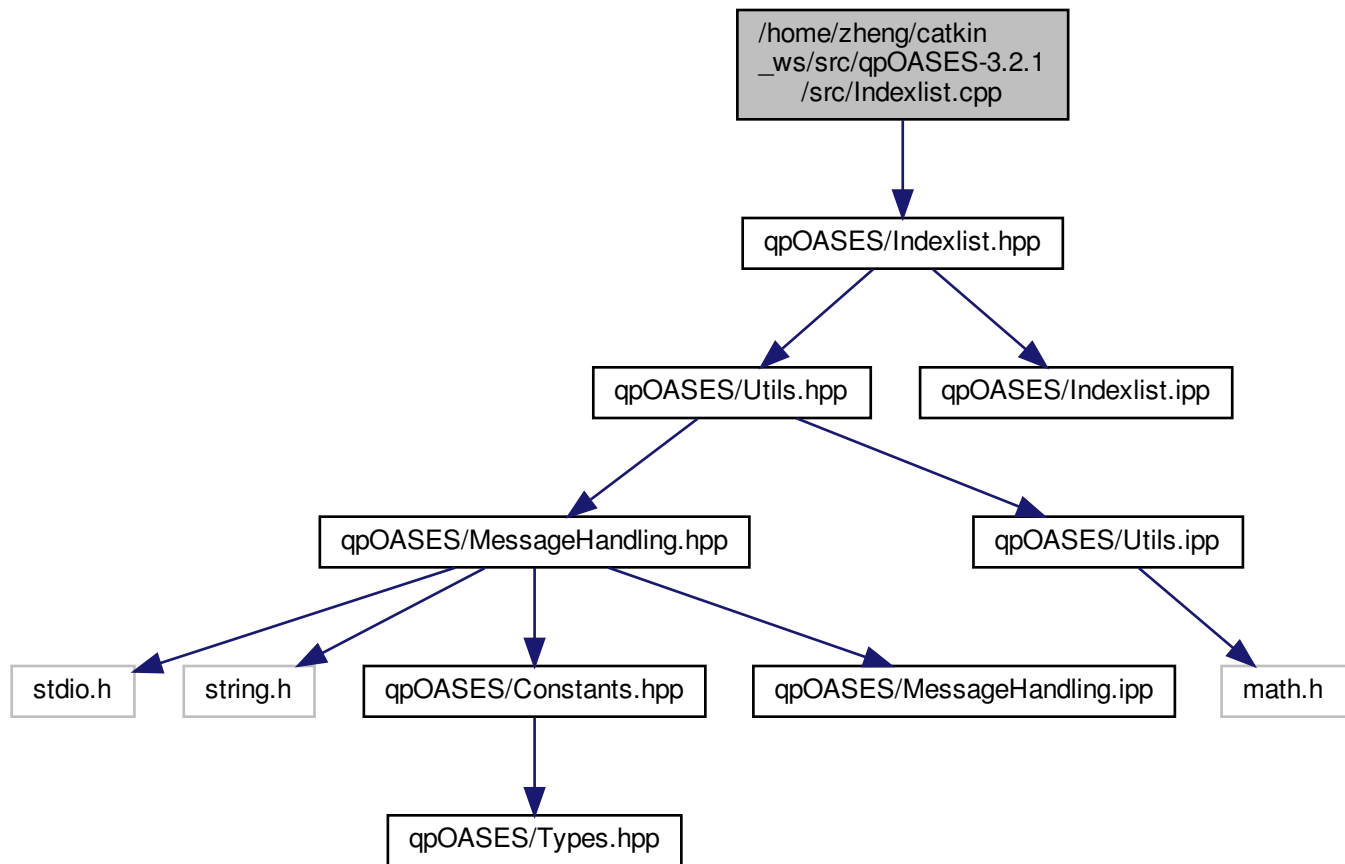 /home/zheng/catkin
_ws/src/qpOASES-3.2.1
/src/Indexlist.cpp
qpOASES/Indexlist.hpp
qpOASES/Utils.hpp
qpOASES/Indexlist.ipp
qpOASES/MessageHandling.hpp
qpOASES/Utils.ipp
stdio.h
string.h
qpOASES/Constants.hpp
qpOASES/MessageHandling.ipp
math.h
qpOASES/Types.hpp